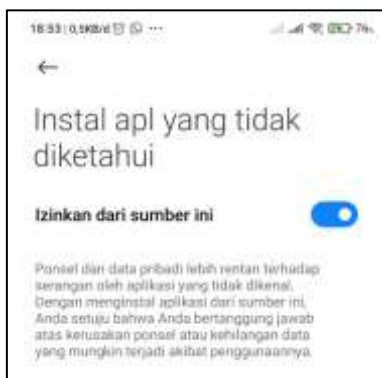 18.53 | 0,5KB/d
Instal apl yang tidak
diketahui
Izinkan dari sumber ini
Ponsel dan data pribadi lebih rentan terhadap
serangan oleh aplikasi yang tidak dikenal.
Dengan menginstal aplikasi dari sumber ini,
Anda setuju bahwa Anda bertanggung jawab
atas kerusakan ponsel atau kehilangan data
yang mungkin terjadi akibat penggunaannya.